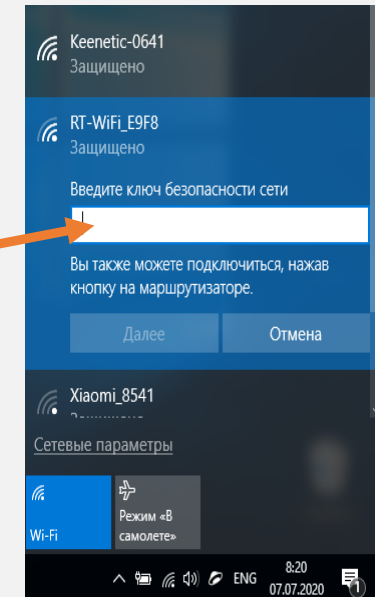 Keenetic-0641
Защищено
RT-WiFi_E9F8
Защищено
Введите ключ безопасности сети
Вы также можете подключиться, нажав
кнопку на маршрутизаторе.
Далее
Отмена
Xiaomi_8541
Защищено
Сетевые параметры
Wi-Fi
Режим «В
самолете»
ENG
8:20
07.07.2020
1